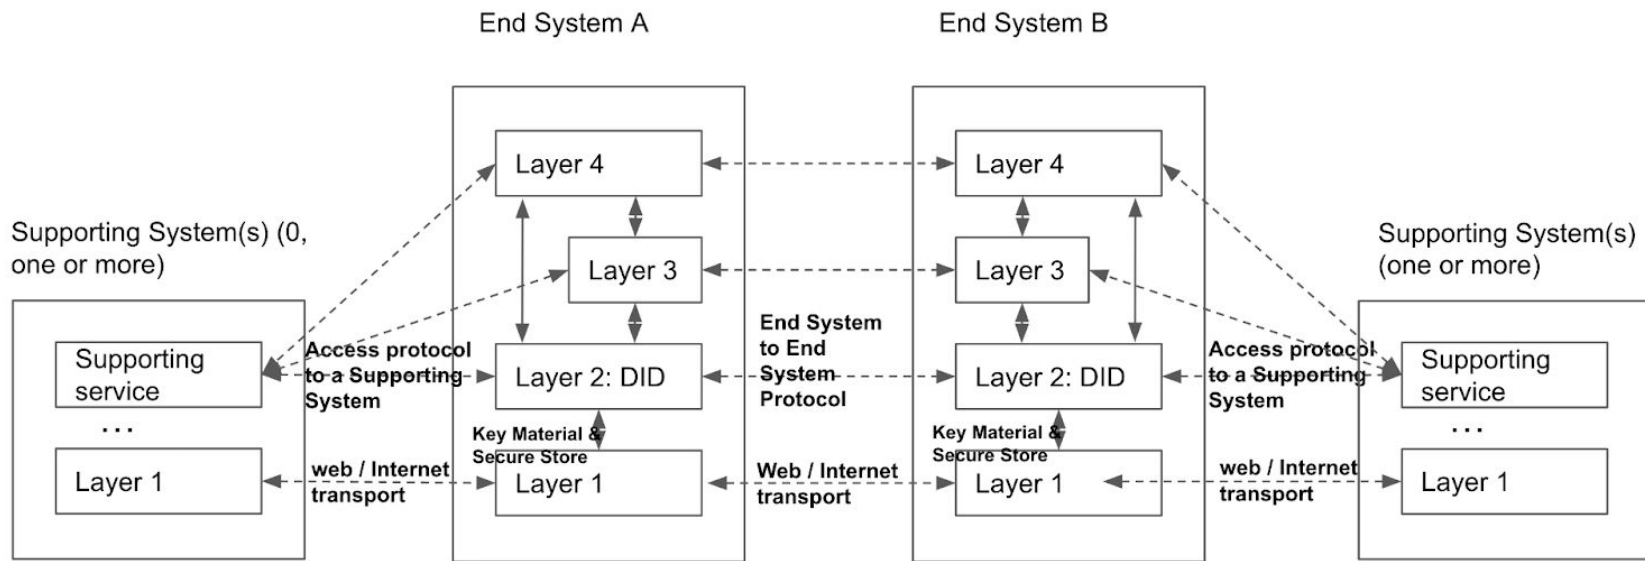 End System A
End System B
Supporting System(s) (0,
one or more)
Supporting
service
...
Layer 1
Access protocol
to a Supporting
System
web / Internet
transport
Layer 4
Layer 3
Layer 2: DID
Key Material &
Secure Store
Layer 1
End System
to End
System
Protocol
Web / Internet
transport
Layer 4
Layer 3
Layer 2: DID
Key Material &
Secure Store
Layer 1
Access protocol
to a Supporting
System
web / Internet
transport
Supporting System(s)
(one or more)
Supporting
service
...
Layer 1